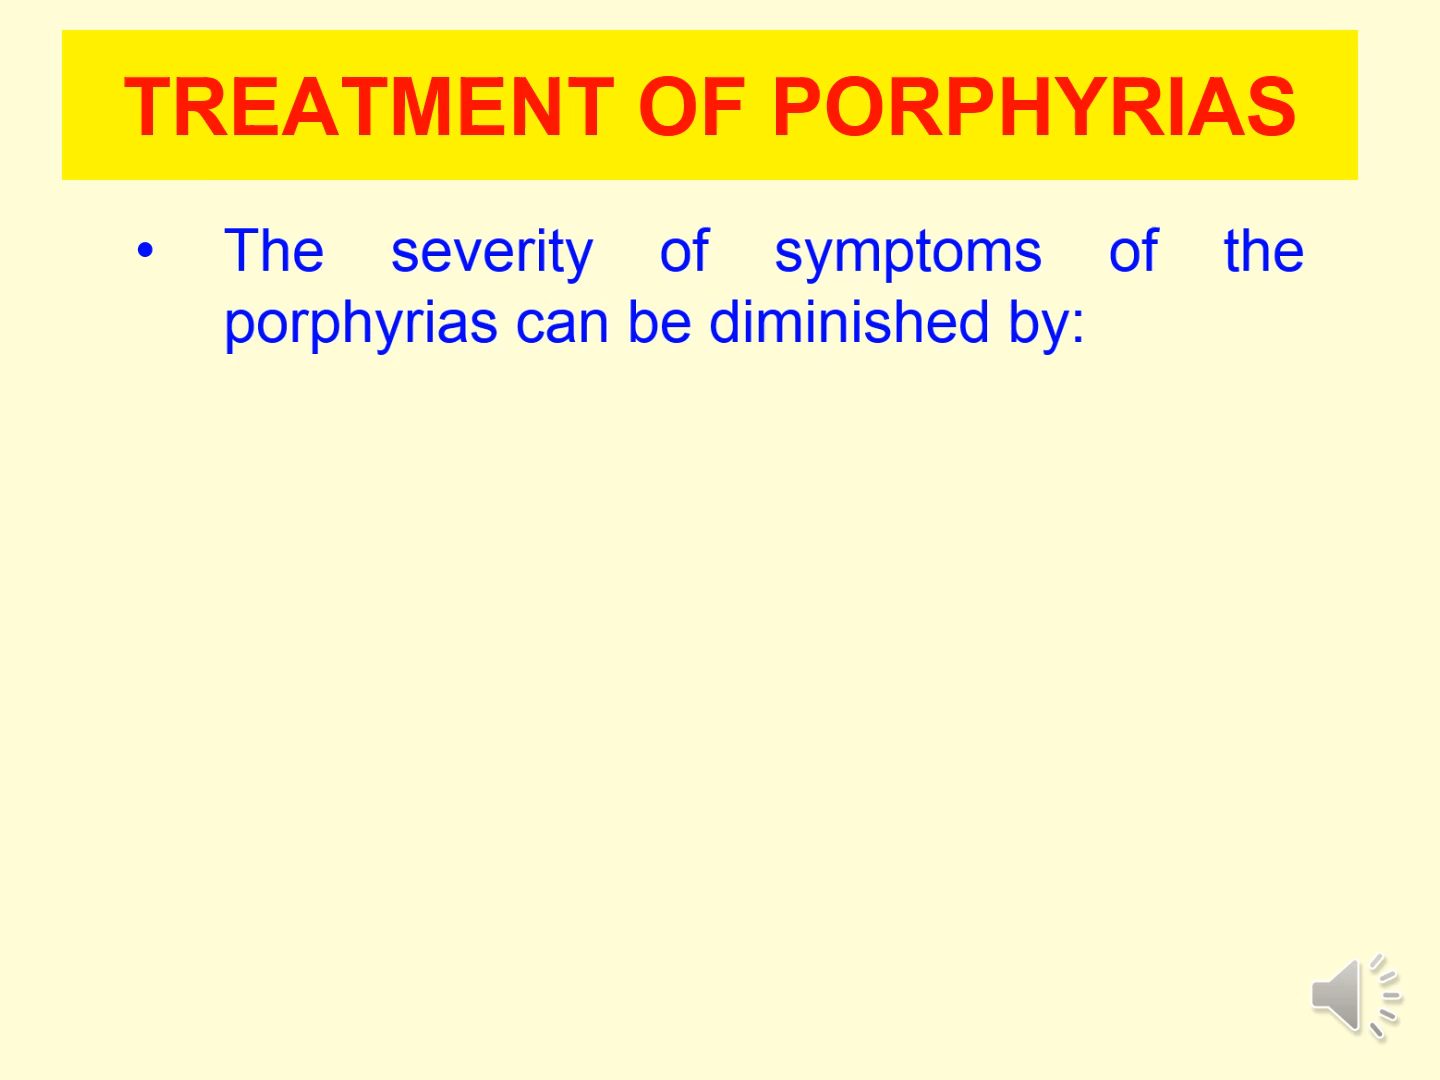 TREATMENT OF PORPHYRIAS
• The severity of symptoms of the
porphyrias can be diminished by: